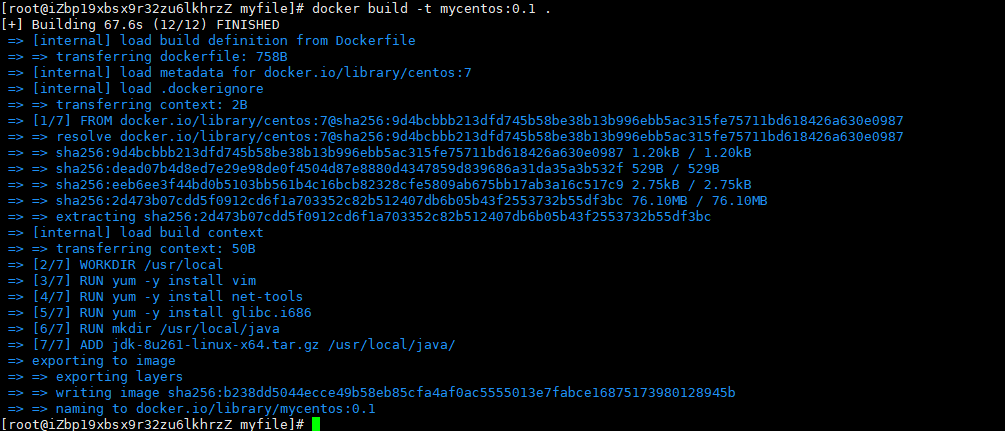 [root@iZbp19xbsx9r32zu6lkhrzZ myfile]# docker build -t mycentos:0.1 .
[+] Building 67.6s (12/12) FINISHED
=> [internal] load build definition from Dockerfile
=> => transferring dockerfile: 758B
=> [internal] load metadata for docker.io/library/centos:7
=> [internal] load .dockerignore
=> => transferring context: 2B
=> [1/7] FROM docker.io/library/centos:7@sha256:9d4bcbbb213dfd745b58be38b13b996ebb5ac315fe75711bd618426a630e0987
=> => resolve docker.io/library/centos:7@sha256:9d4bcbbb213dfd745b58be38b13b996ebb5ac315fe75711bd618426a630e0987
=> => sha256:9d4bcbbb213dfd745b58be38b13b996ebb5ac315fe75711bd618426a630e0987 1.20kB / 1.20kB
=> => sha256:dead07b4d8ed7e29e98de0f4504d87e8880d4347859d839686a31da35a3b532f 529B / 529B
=> => sha256:eeb6ee3f44bd0b5103bb561b4c16bcb82328cfe5809ab675bb17ab3a16c517c9 2.75kB / 2.75kB
=> => sha256:2d473b07cdd5f0912cd6f1a703352c82b512407db6b05b43f2553732b55df3bc 76.10MB / 76.10MB
=> => extracting sha256:2d473b07cdd5f0912cd6f1a703352c82b512407db6b05b43f2553732b55df3bc
=> [internal] load build context
=> => transferring context: 50B
=> [2/7] WORKDIR /usr/local
=> [3/7] RUN yum -y install vim
=> [4/7] RUN yum -y install net-tools
=> [5/7] RUN yum -y install glibc.i686
=> [6/7] RUN mkdir /usr/local/java
=> [7/7] ADD jdk-8u261-linux-x64.tar.gz /usr/local/java/
=> exporting to image
=> => exporting layers
=> => writing image sha256:b238dd5044ecce49b58eb85cfa4af0ac5555013e7fabce16875173980128945b
=> => naming to docker.io/library/mycentos:0.1
[root@iZbp19xbsx9r32zu6lkhrzZ myfile]#